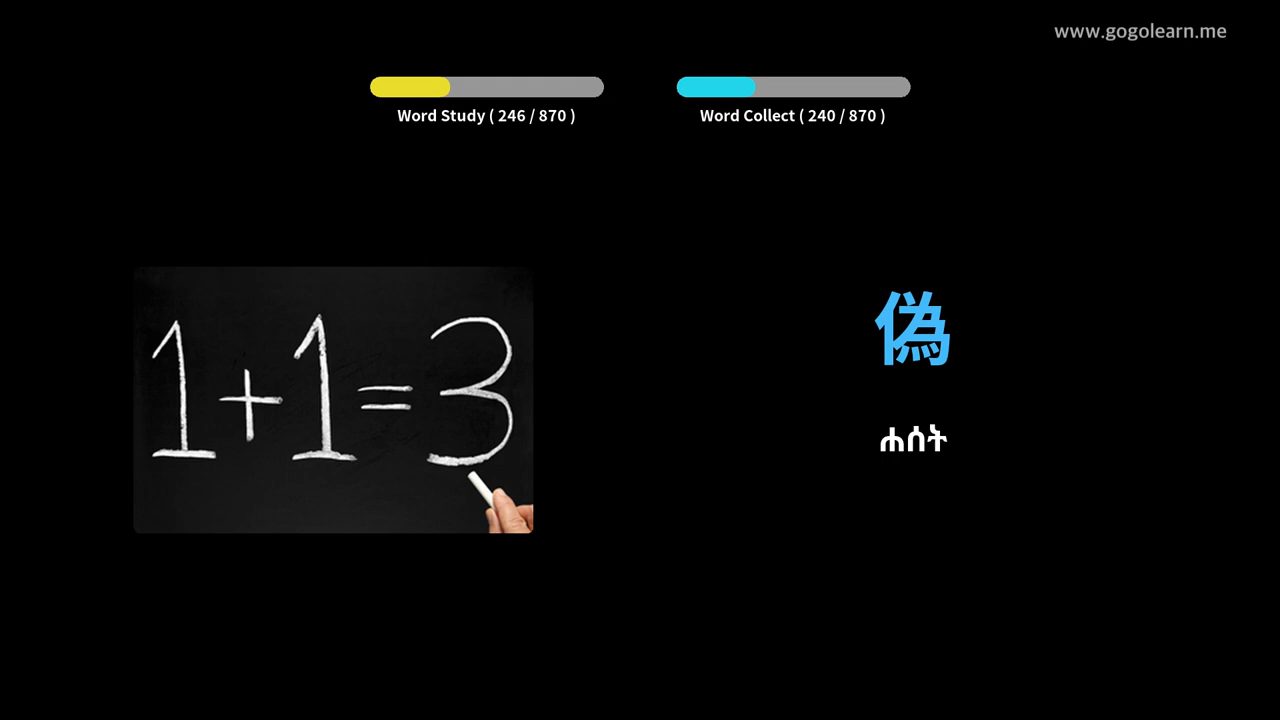 www.gogolearn.me
Word Study ( 246 / 870 )
Word Collect ( 240 / 870 )
1+1=3
偽
ሐሰት